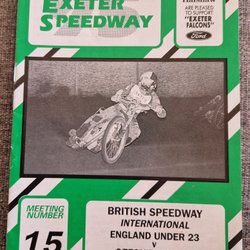 EXETER
SPEEDWAY
ARE PLEASED
TO SUPPORT
"EXETER
FALCONS"
Ford
MEETING
NUMBER
15
BRITISH SPEEDWAY
INTERNATIONAL
ENGLAND UNDER 23
v